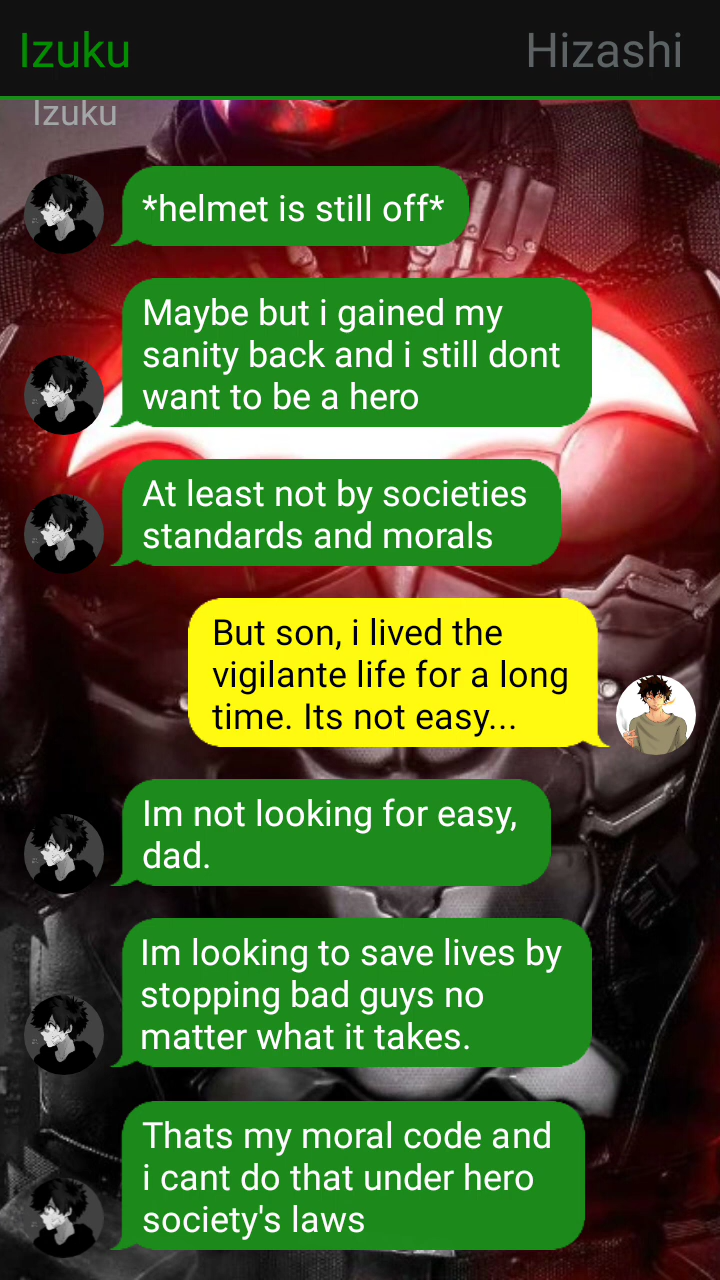 Izuku
Hizashi
Izuku
*helmet is still off*
Maybe but i gained my
sanity back and i still dont
want to be a hero
At least not by societies
standards and morals
But son, i lived the
vigilante life for a long
time. Its not easy...
Im not looking for easy,
dad.
Im looking to save lives by
stopping bad guys no
matter what it takes.
Thats my moral code and
i cant do that under hero
society's laws